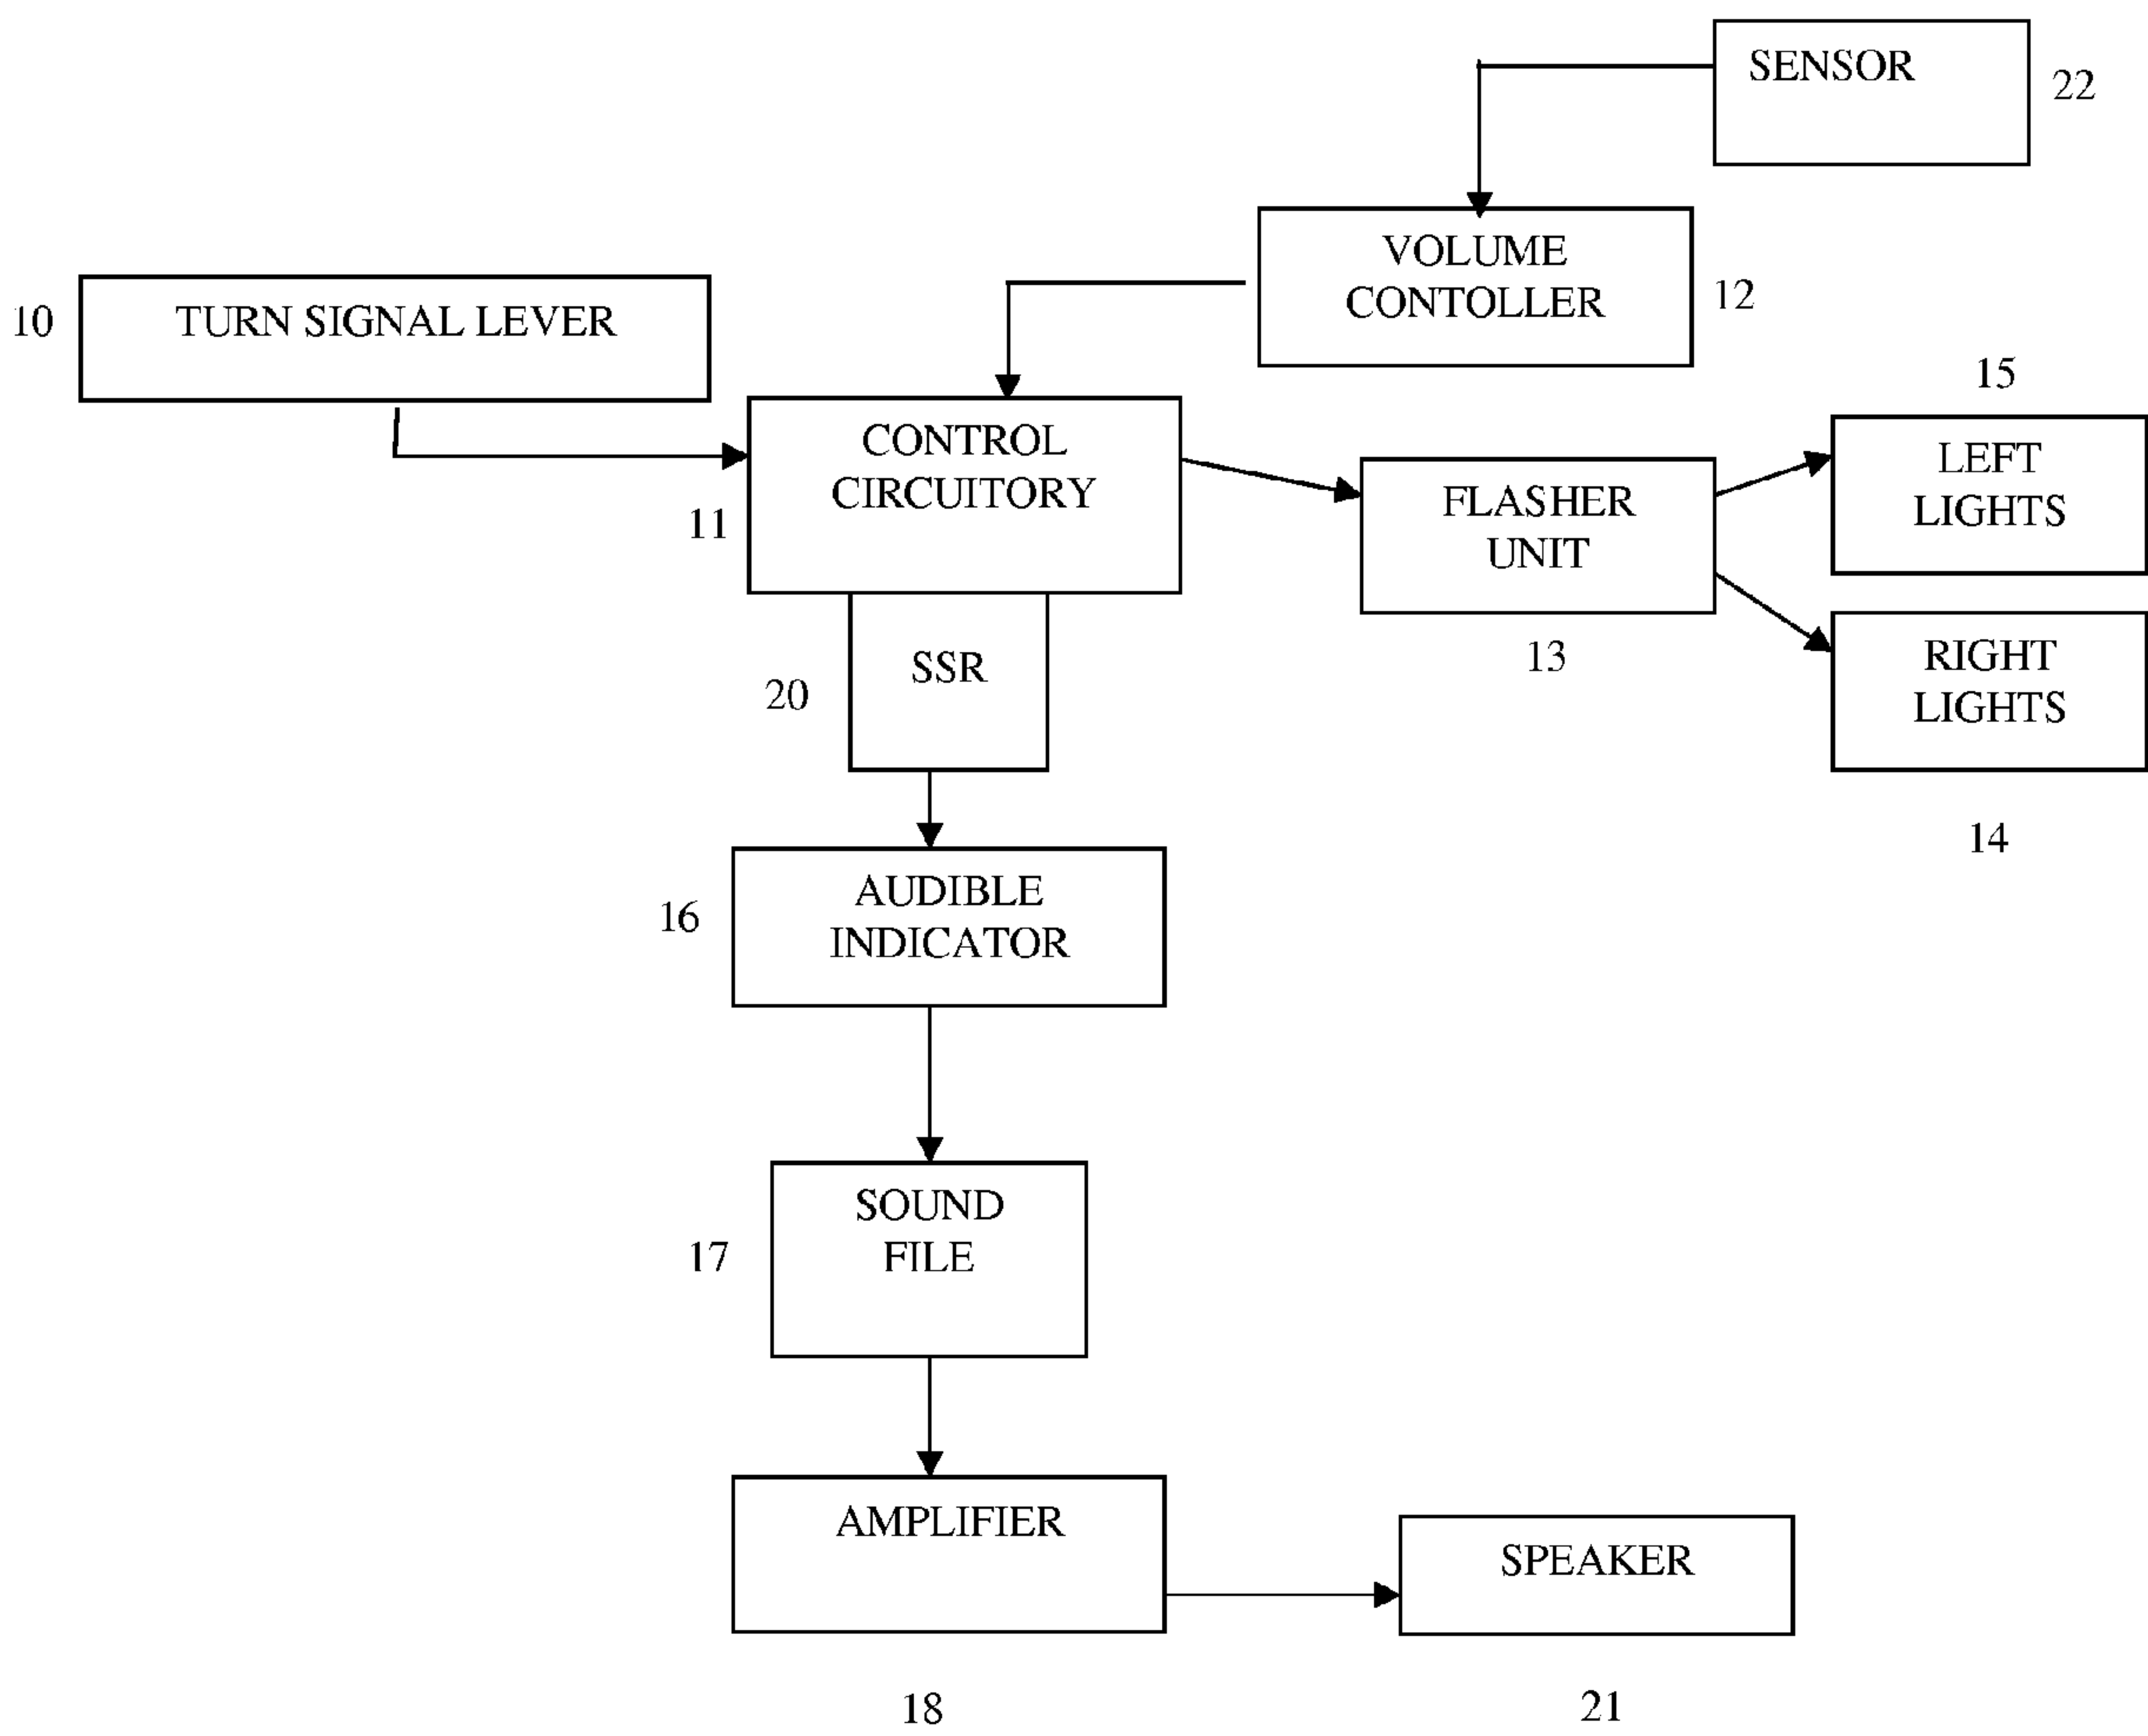 SENSOR
22
VOLUME
CONTOLLER
12
10
TURN SIGNAL LEVER
15
CONTROL
CIRCUITORY
11
LEFT
LIGHTS
FLASHER
UNIT
13
RIGHT
LIGHTS
14
SSR
20
AUDIBLE
INDICATOR
16
SOUND
FILE
17
AMPLIFIER
18
SPEAKER
21